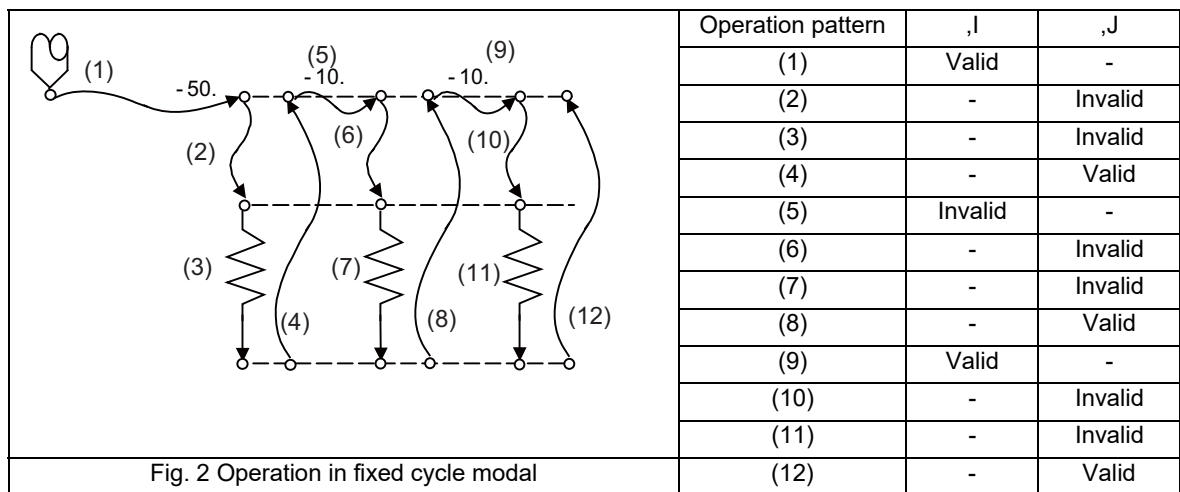 (1)
- 50.
(5)
- 10.
(9)
- 10.
(2)
(6)
(10)
(3)
(7)
(11)
(4)
(8)
(12)
Fig. 2 Operation in fixed cycle modal
Operation pattern ,I ,J
(1) Valid -
(2) - Invalid
(3) - Invalid
(4) - Valid
(5) Invalid -
(6) - Invalid
(7) - Invalid
(8) - Valid
(9) Valid -
(10) - Invalid
(11) - Invalid
(12) - Valid